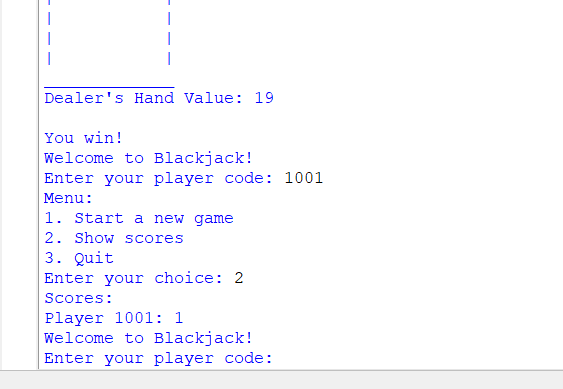 |           |
|           |
|           |
_____________
Dealer's Hand Value: 19
You win!
Welcome to Blackjack!
Enter your player code: 1001
Menu:
1. Start a new game
2. Show scores
3. Quit
Enter your choice: 2
Scores:
Player 1001: 1
Welcome to Blackjack!
Enter your player code: